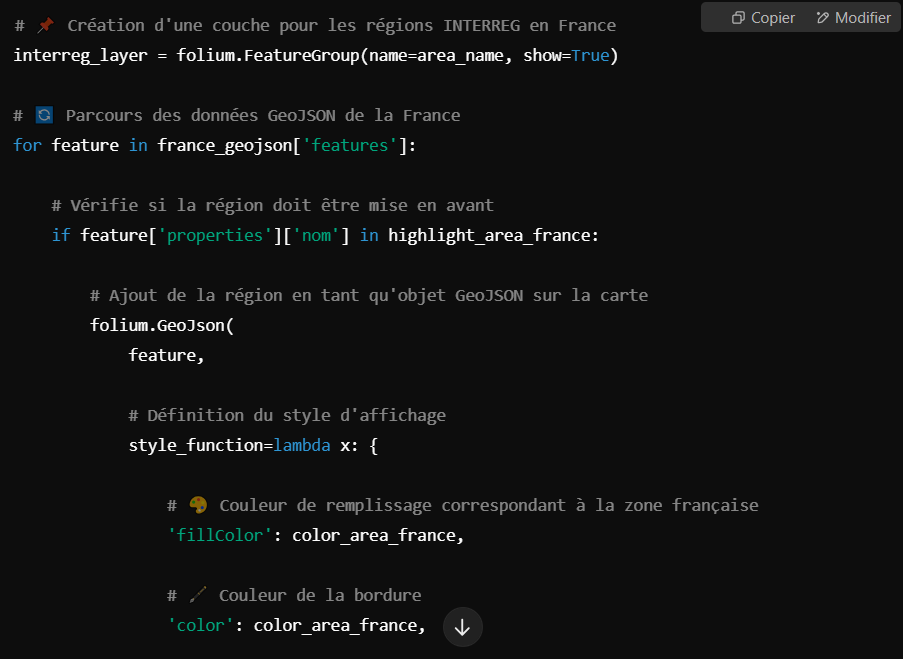 Copier Modifier
# 📌 Création d'une couche pour les régions INTERREG en France
interreg_layer = folium.FeatureGroup(name=area_name, show=True)
# 🔄 Parcours des données GeoJSON de la France
for feature in france_geojson['features']:
# Vérifie si la région doit être mise en avant
if feature['properties']['nom'] in highlight_area_france:
# Ajout de la région en tant qu'objet GeoJSON sur la carte
folium.GeoJson(
feature,
# Définition du style d'affichage
style_function=lambda x: {
# 🎨 Couleur de remplissage correspondant à la zone française
'fillColor': color_area_france,
# 🖌️ Couleur de la bordure
'color': color_area_france,